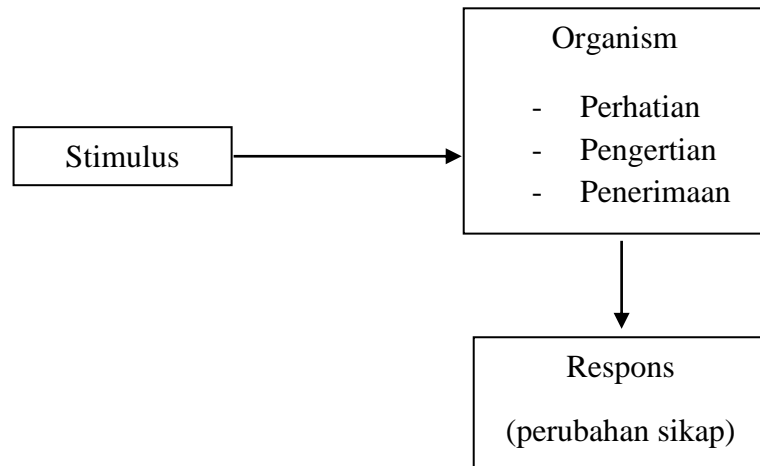 Organism
- Perhatian
- Pengertian
- Penerimaan
Stimulus
Respons
(perubahan sikap)